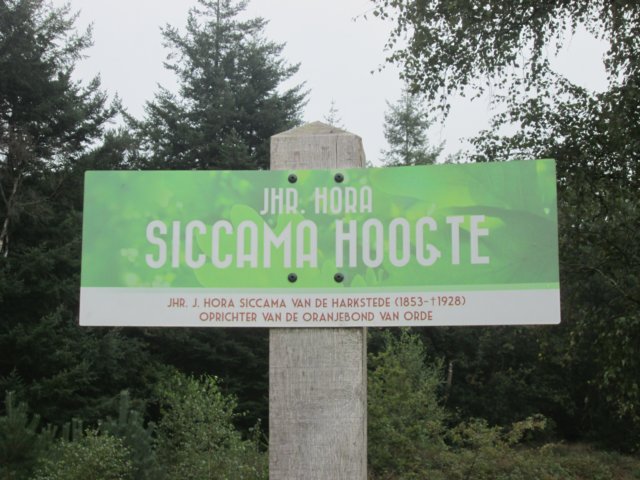 JHR. HORA
SICCAMA HOOGTE
JHR. J. HORA SICCAMA VAN DE HARKSTEDE (1853-†1928)
OPRICHTER VAN DE ORANJEBOND VAN ORDE